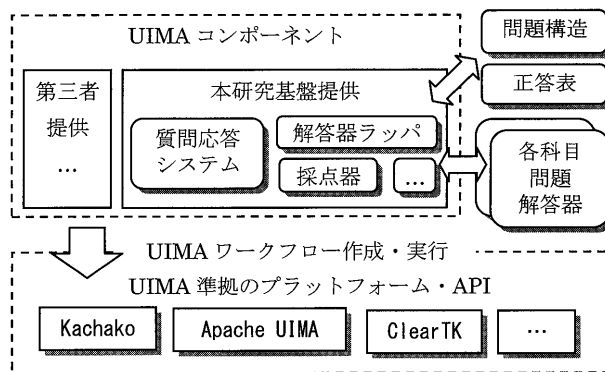 UIMA コンポーネント
第三者
提供
…
本研究基盤提供
質問応答
システム
解答器ラッパ
採点器
…
問題構造
正答表
各科目
問題
解答器
UIMA ワークフロー作成・実行
UIMA 準拠のプラットフォーム・API
Kachako
Apache UIMA
ClearTK
…